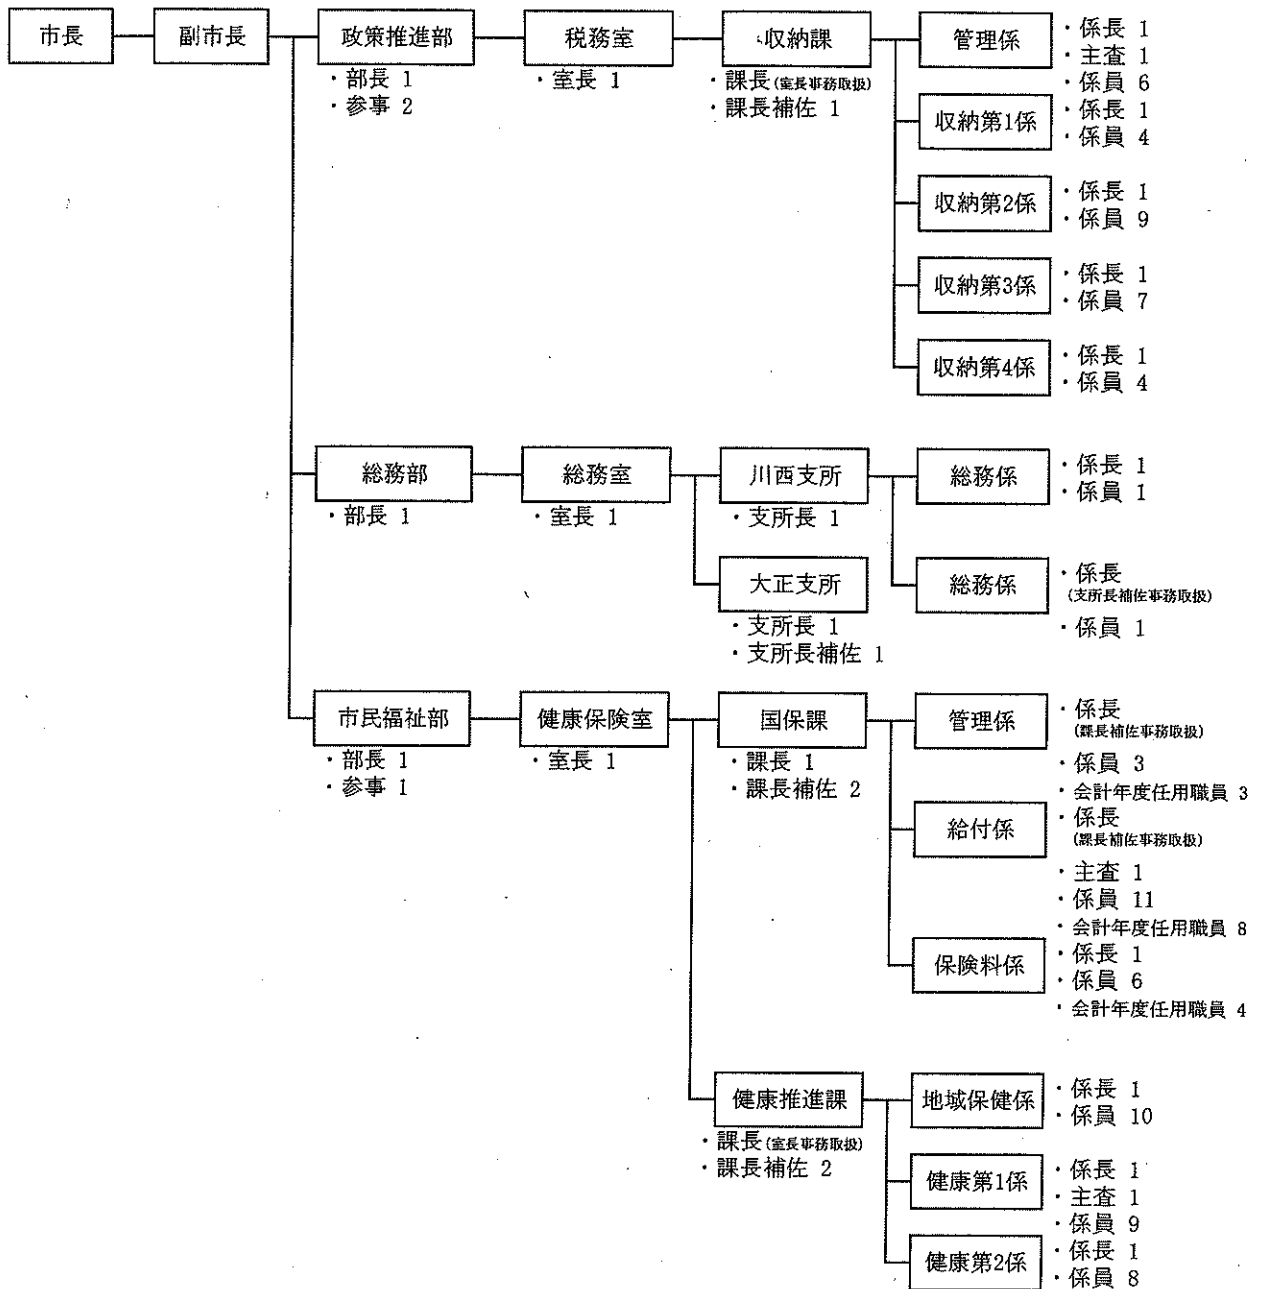 市長
副市長
政策推進部
・部長 1
・参事 2
税務室
・室長 1
収納課
・課長(室長事務取扱)
・課長補佐 1
管理係
・係長 1
・主査 1
・係員 6
収納第1係
・係長 1
・係員 4
収納第2係
・係長 1
・係員 9
収納第3係
・係長 1
・係員 7
収納第4係
・係長 1
・係員 4
総務部
・部長 1
総務室
・室長 1
川西支所
・支所長 1
総務係
・係長 1
・係員 1
大正支所
・支所長 1
・支所長補佐 1
総務係
・係長
(支所長補佐事務取扱)
・係員 1
市民福祉部
・部長 1
・参事 1
健康保険室
・室長 1
国保課
・課長 1
・課長補佐 2
管理係
・係長
(課長補佐事務取扱)
・係員 3
・会計年度任用職員 3
給付係
・係長
(課長補佐事務取扱)
・主査 1
・係員 11
・会計年度任用職員 8
保険料係
・係長 1
・係員 6
・会計年度任用職員 4
健康推進課
・課長(室長事務取扱)
・課長補佐 2
地域保健係
・係長 1
・係員 10
健康第1係
・係長 1
・主査 1
・係員 9
健康第2係
・係長 1
・係員 8